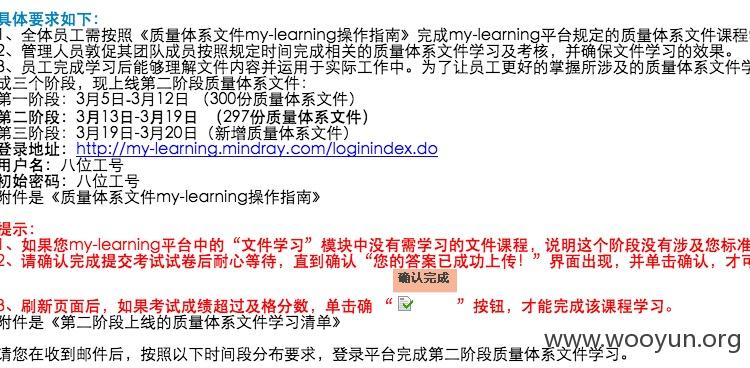 具体要求如下：
1、全体员工需按照《质量体系文件my-learning操作指南》完成my-learning平台规定的质量体系文件课程
2、管理人员敦促其团队成员按照规定时间完成相关的质量体系文件学习及考核，并确保文件学习的效果。
3、员工完成学习后能够理解文件内容并运用于实际工作中。为了让员工更好的掌握所涉及的质量体系文件学
成三个阶段，现上线第二阶段质量体系文件：
第一阶段：3月5日-3月12日 （300份质量体系文件）
第二阶段：3月13日-3月19日 （297份质量体系文件）
第三阶段：3月19日-3月20日（新增质量体系文件）
登录地址：http://my-learning.mindray.com/loginindex.do
用户名：八位工号
初始密码：八位工号
附件是《质量体系文件my-learning操作指南》
提示：
1、如果您my-learning平台中的“文件学习”模块中没有需学习的文件课程，说明这个阶段没有涉及您标准
2、请确认完成提交考试试卷后耐心等待，直到确认“您的答案已成功上传！”界面出现，并单击确认，才可
确认完成
3、刷新页面后，如果考试成绩超过及格分数，单击确 “ ” 按钮，才能完成该课程学习。
附件是《第二阶段上线的质量体系文件学习清单》
www.wooyun.org
请您在收到邮件后，按照以下时间段分布要求，登录平台完成第二阶段质量体系文件学习。